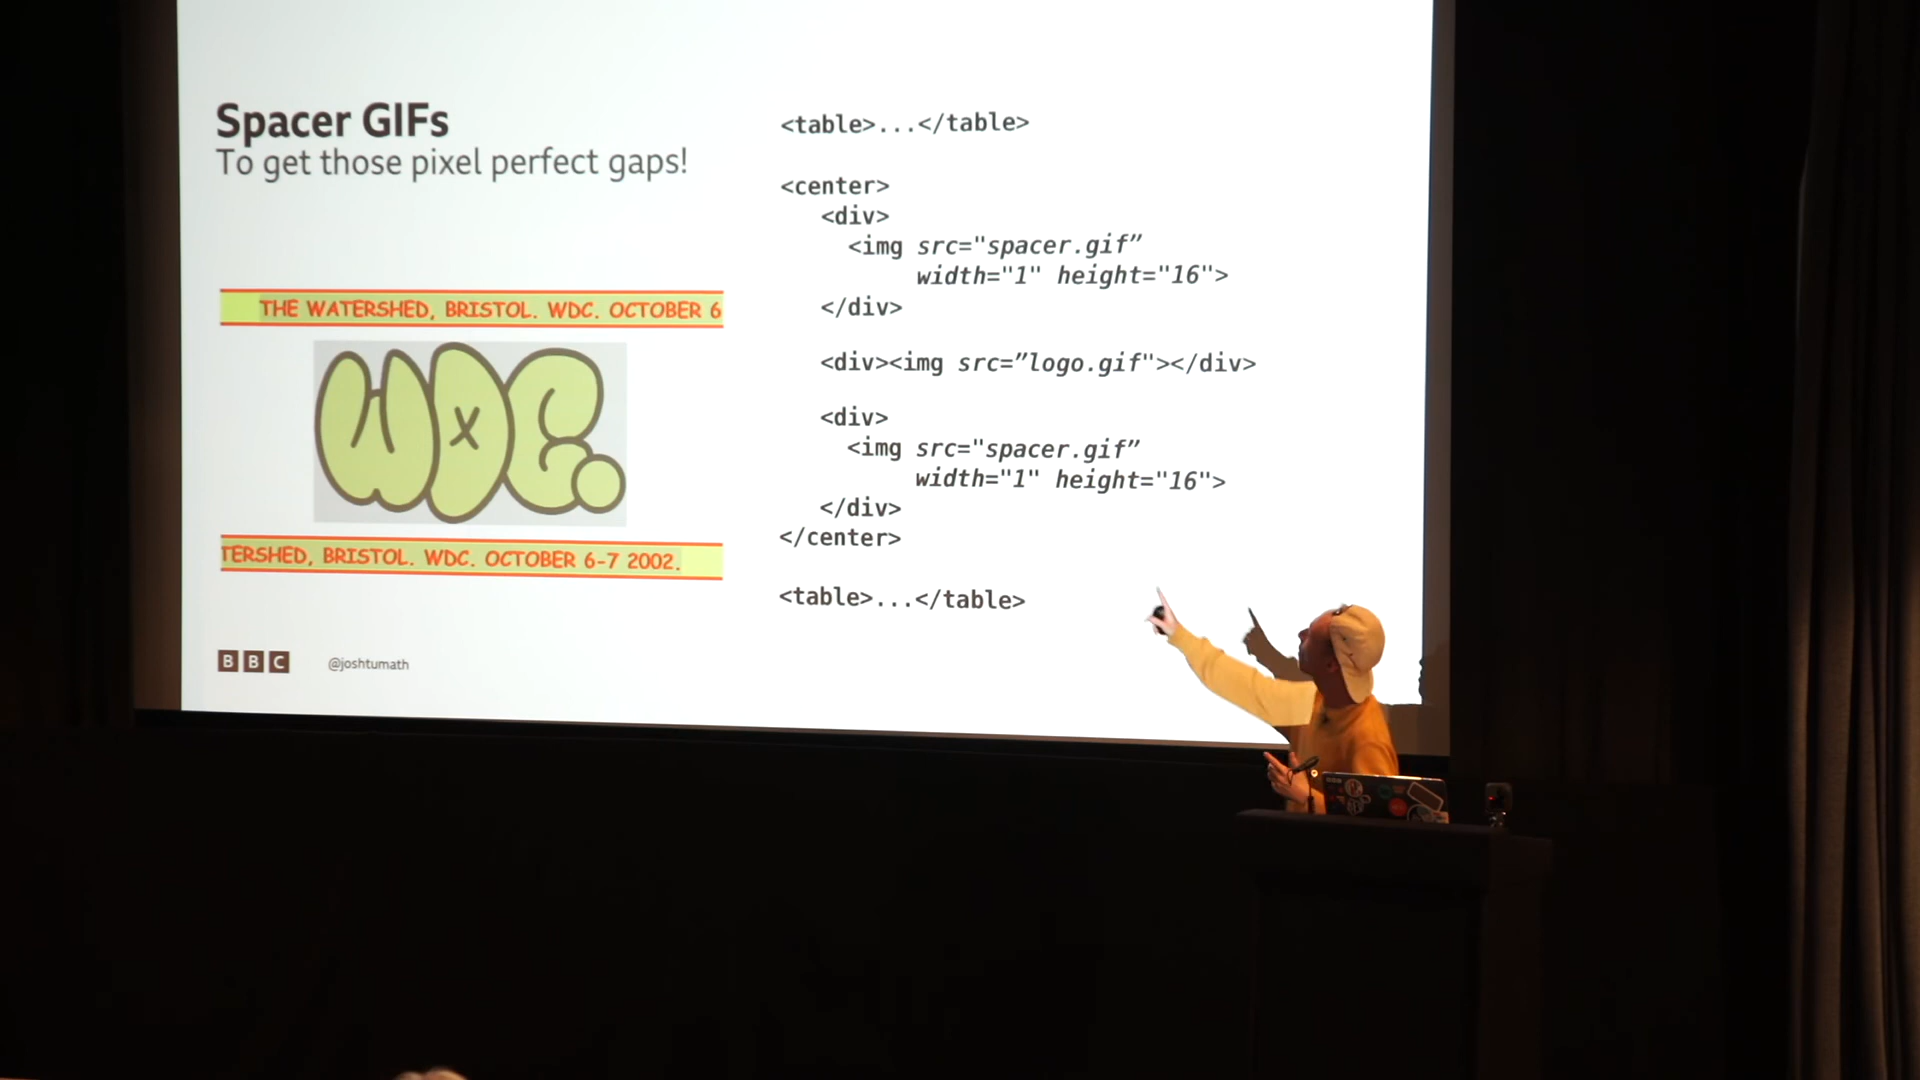 Spacer GIFs
To get those pixel perfect gaps!
THE WATERSHED, BRISTOL. WDC. OCTOBER 6
WDC.
TERSHED, BRISTOL. WDC. OCTOBER 6-7 2002.
BBC @joshtumath
<table>...</table>
<center>
<div>
<img src="spacer.gif”
width="1" height="16">
</div>
<div><img src=”logo.gif"></div>
<div>
<img src="spacer.gif”
width="1" height="16">
</div>
</center>
<table>...</table>